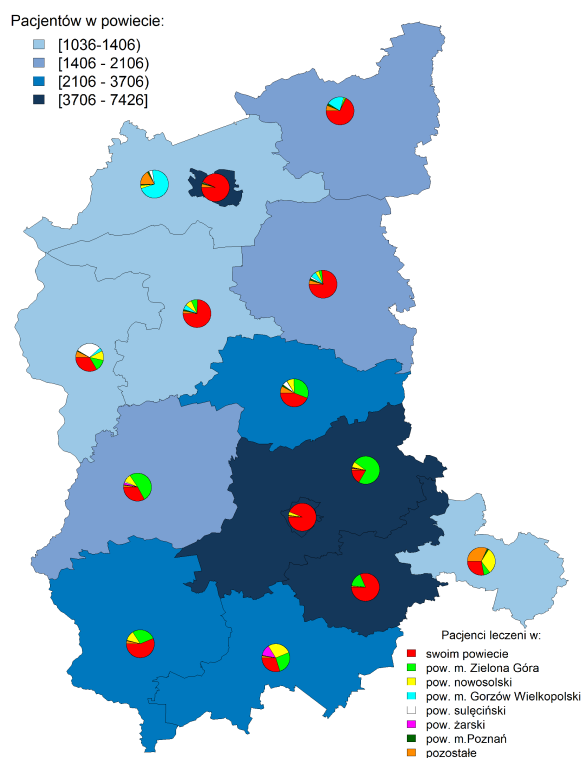 Pacjentów w powiecie:
[1036-1406)
[1406 - 2106)
[2106 - 3706)
[3706 - 7426]
Pacjenci leczeni w:
swoim powiecie
pow. m. Zielona Góra
pow. nowosolski
pow. m. Gorzów Wielkopolski
pow. sulęciński
pow. żarski
pow. m.Poznań
pozostałe